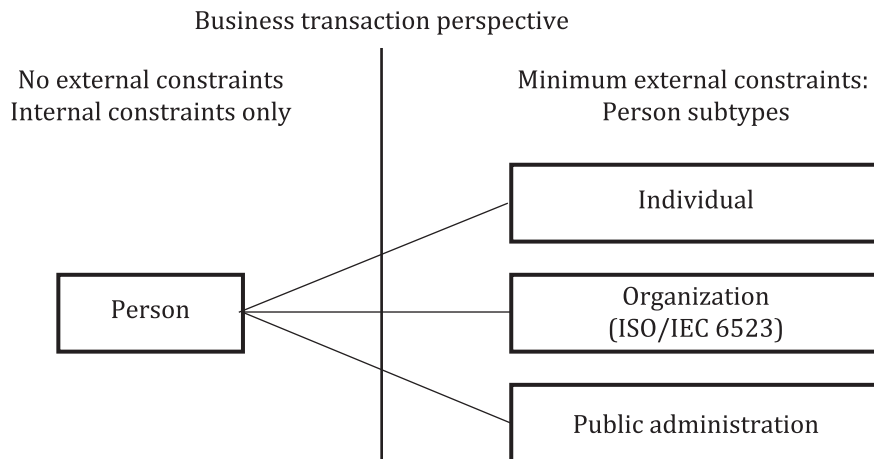 Business transaction perspective
No external constraints
Internal constraints only
Minimum external constraints:
Person subtypes
Individual
Person
Organization
(ISO/IEC 6523)
Public administration